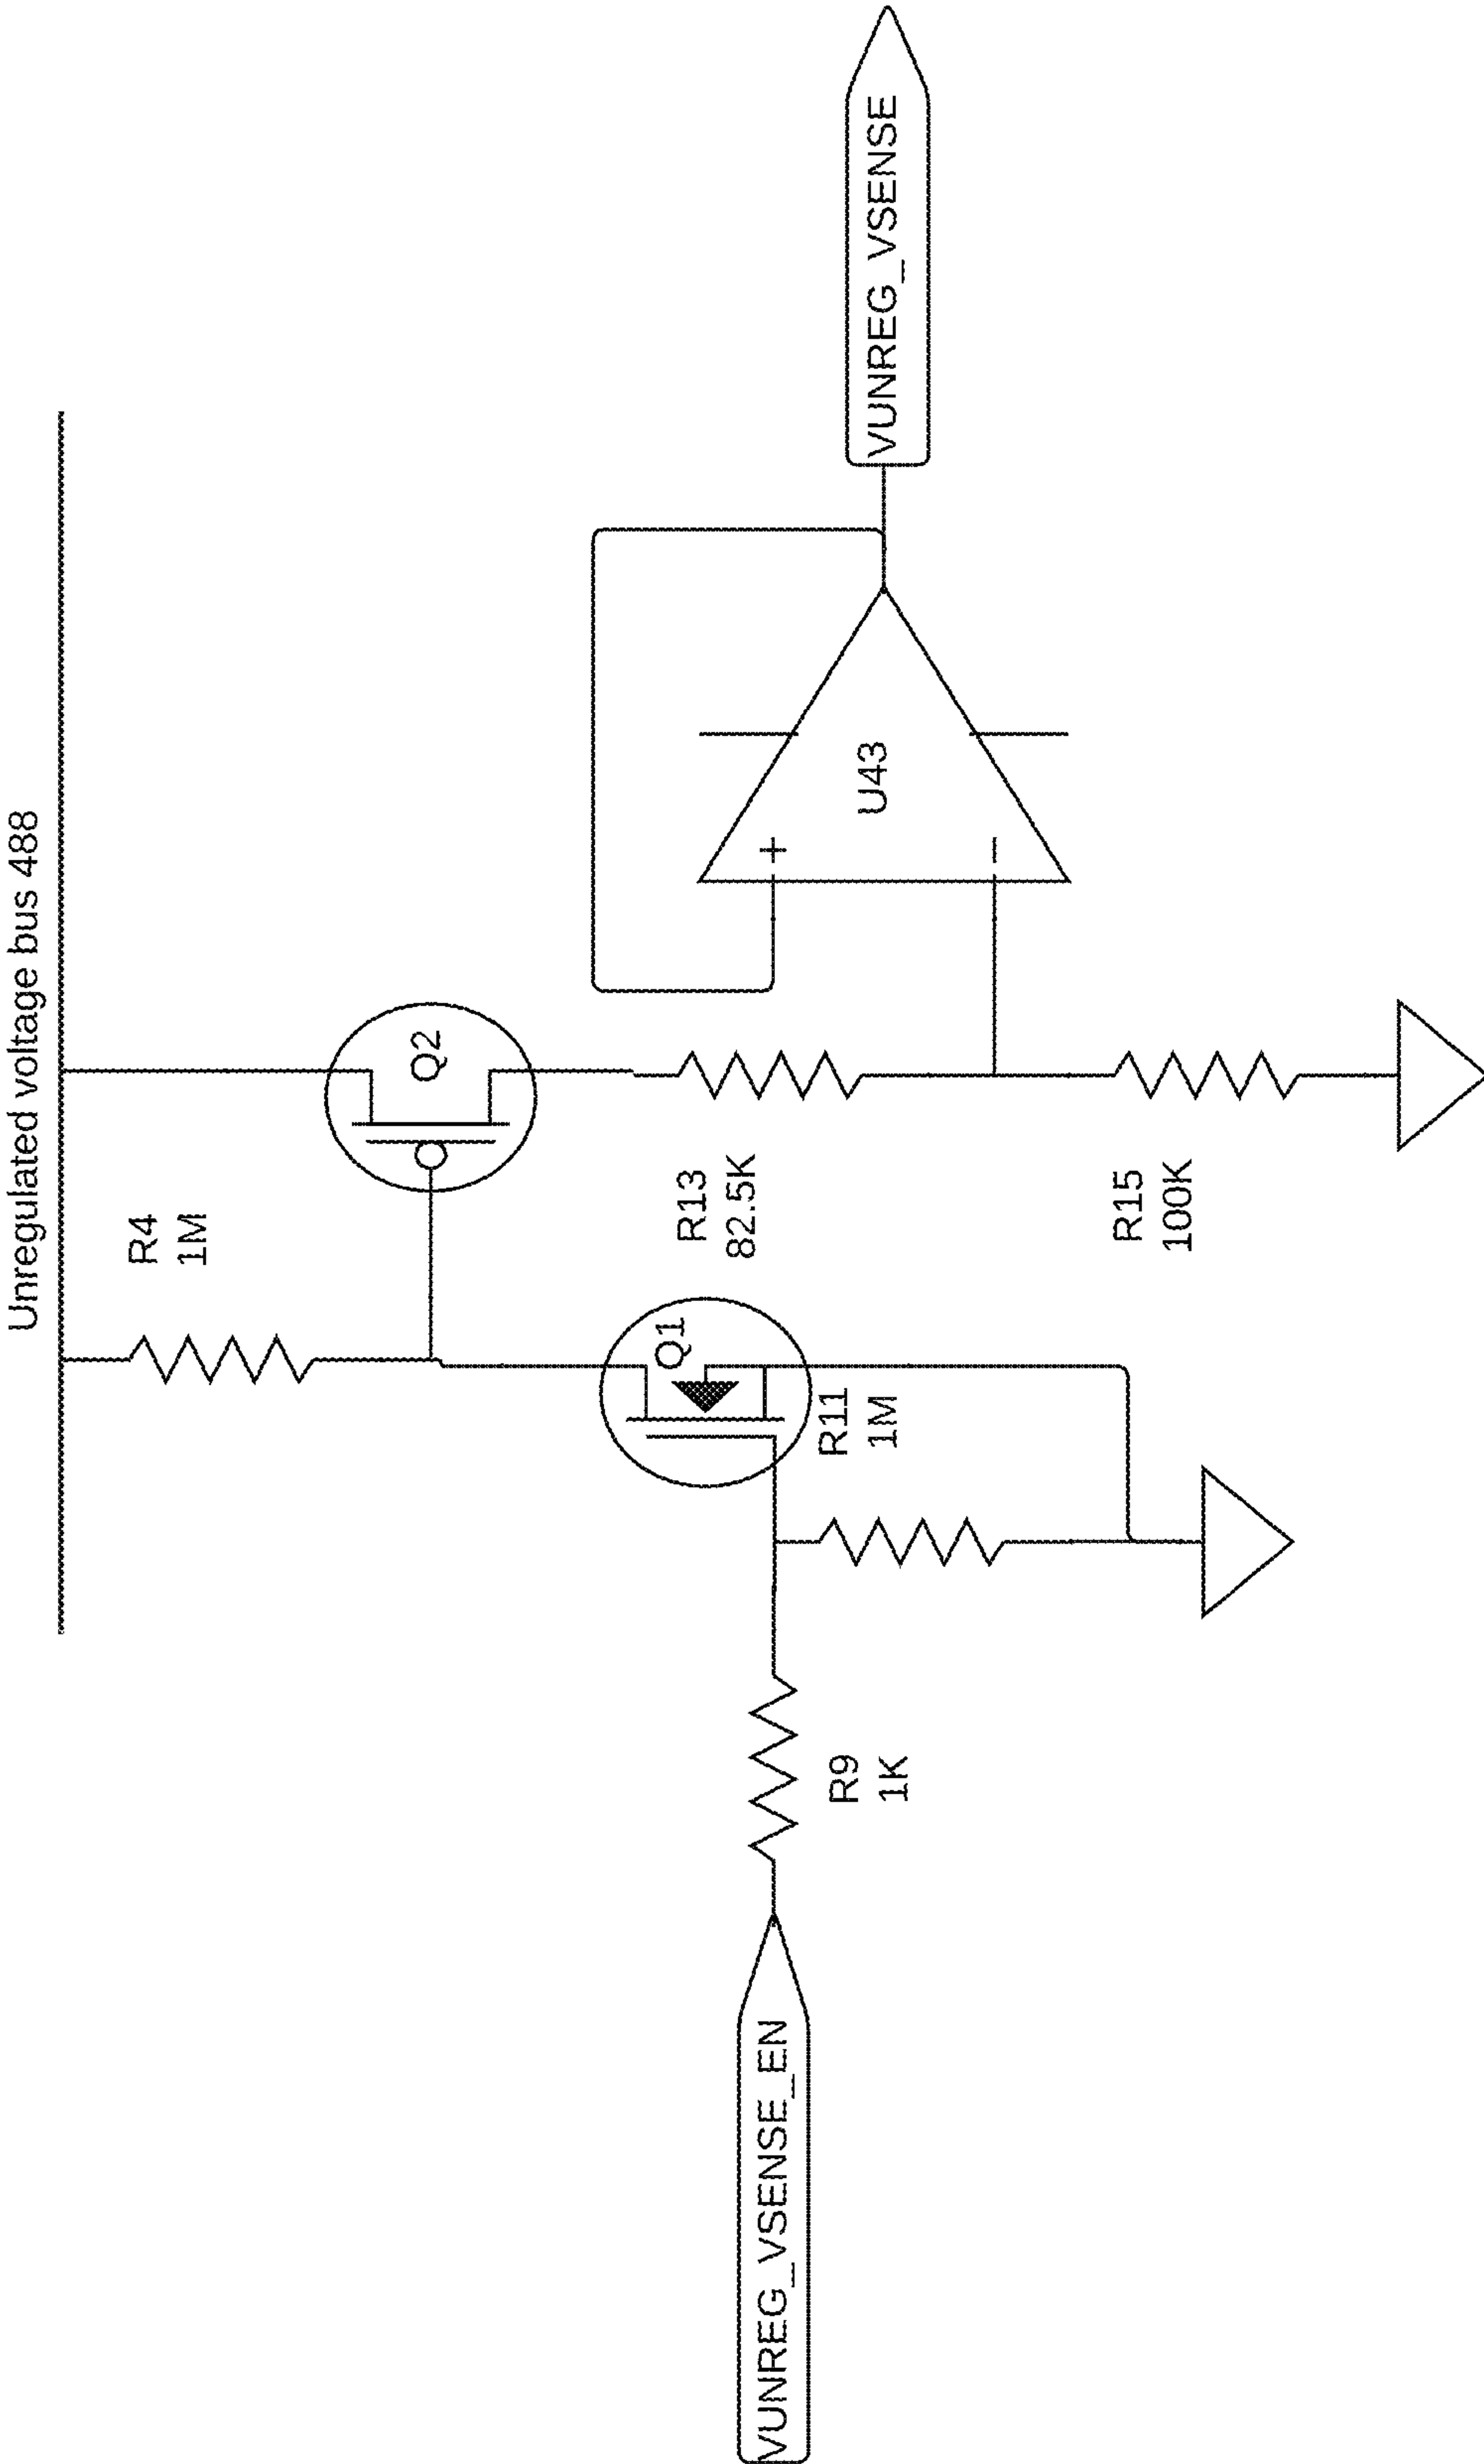 Unregulated voltage bus 488
R4
1M
Q2
Q1
R13
82.5K
R11
1M
R15
100K
R9
1K
+
U43
−
VUNREG_VSENSE_EN
VUNREG_VSENSE